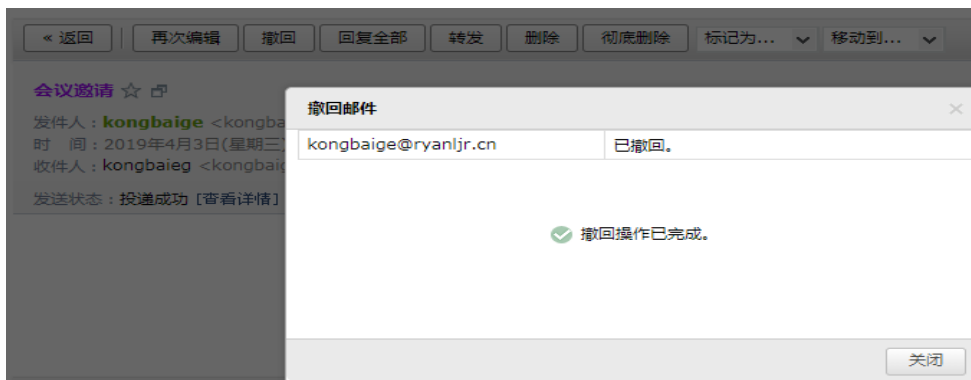 « 返回 再次编辑 撤回 回复全部 转发 删除 彻底删除 标记为... 移动到...
会议邀请
撤回邮件
发件人：kongbaige <kongba
kongbaige@ryanljr.cn 已撤回。
时 间：2019年4月3日(星期三)
收件人：kongbaieg <kongbaig
发送状态：投递成功 [查看详情]
撤回操作已完成。
关闭